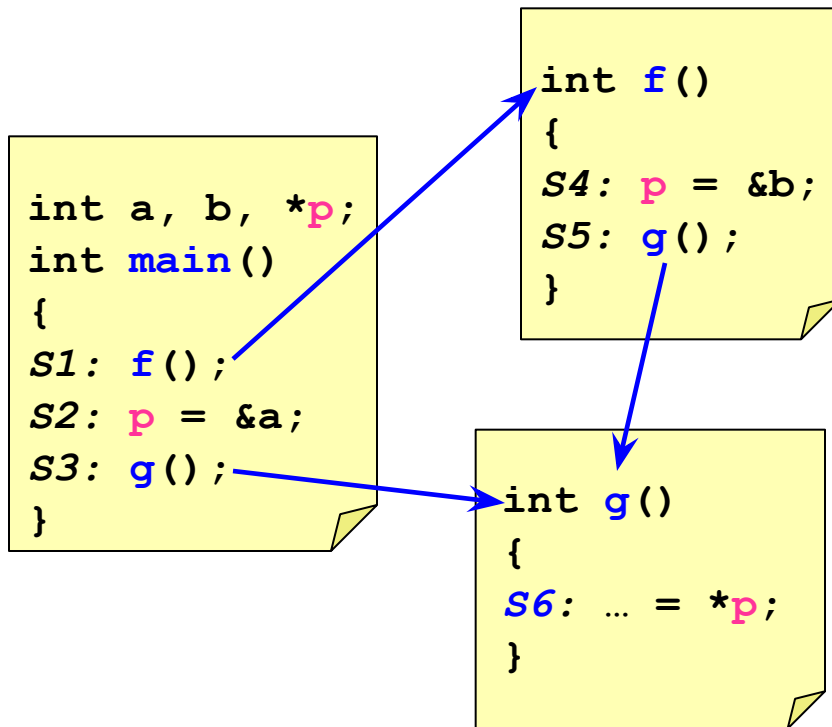 int a, b, *p;
int main()
{
S1: f();
S2: p = &a;
S3: g();
}
int f()
{
S4: p = &b;
S5: g();
}
int g()
{
S6: … = *p;
}